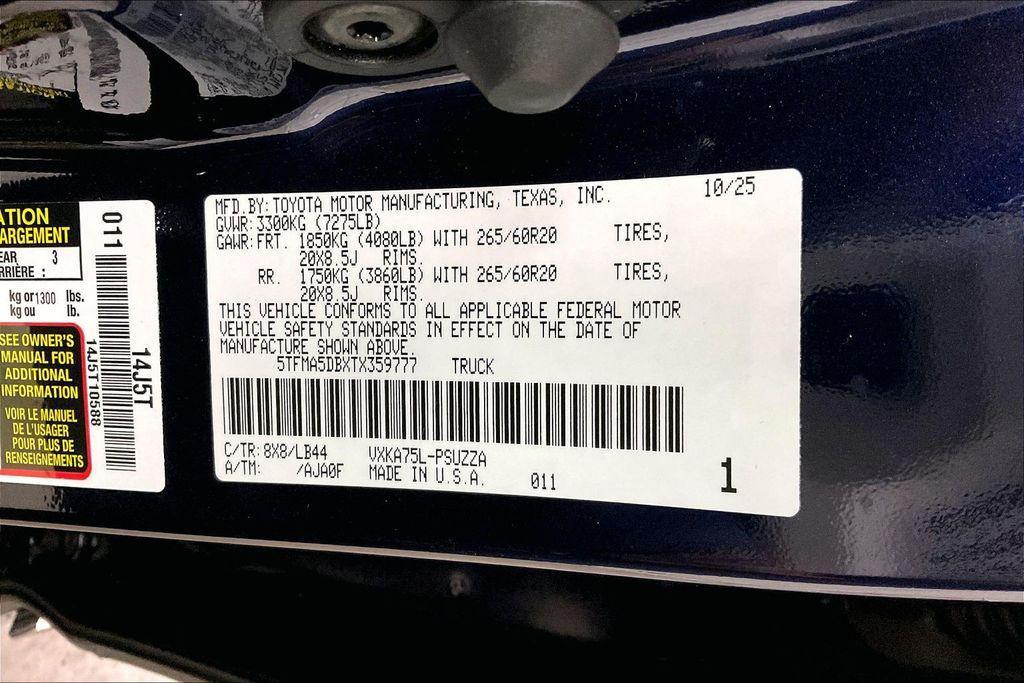 MFD.BY:TOYOTA MOTOR MANUFACTURING, TEXAS, INC. 10/25
GVWR:3300KG (7275LB)
GAWR:FRT. 1850KG (4080LB) WITH 265/60R20 TIRES,
20X8.5J RIMS.
RR. 1750KG (3860LB) WITH 265/60R20 TIRES,
20X8.5J RIMS.
THIS VEHICLE CONFORMS TO ALL APPLICABLE FEDERAL MOTOR
VEHICLE SAFETY STANDARDS IN EFFECT ON THE DATE OF
MANUFACTURE SHOWN ABOVE.
5TFMA5DBXTX359777 TRUCK
C/TR:8X8/LB44 VXKA75L-PSUZZA
A/TM: /AJA0F MADE IN U.S.A. 011
1
ATION
ARGEMENT
EAR 3
RRIÈRE :
kg or 1300 lbs.
kg ou lb.
SEE OWNER'S
MANUAL FOR
ADDITIONAL
INFORMATION
VOIR LE MANUEL
DE L'USAGER
POUR PLUS DE
RENSEIGNEMENTS
011
14J5T10588
14J5T